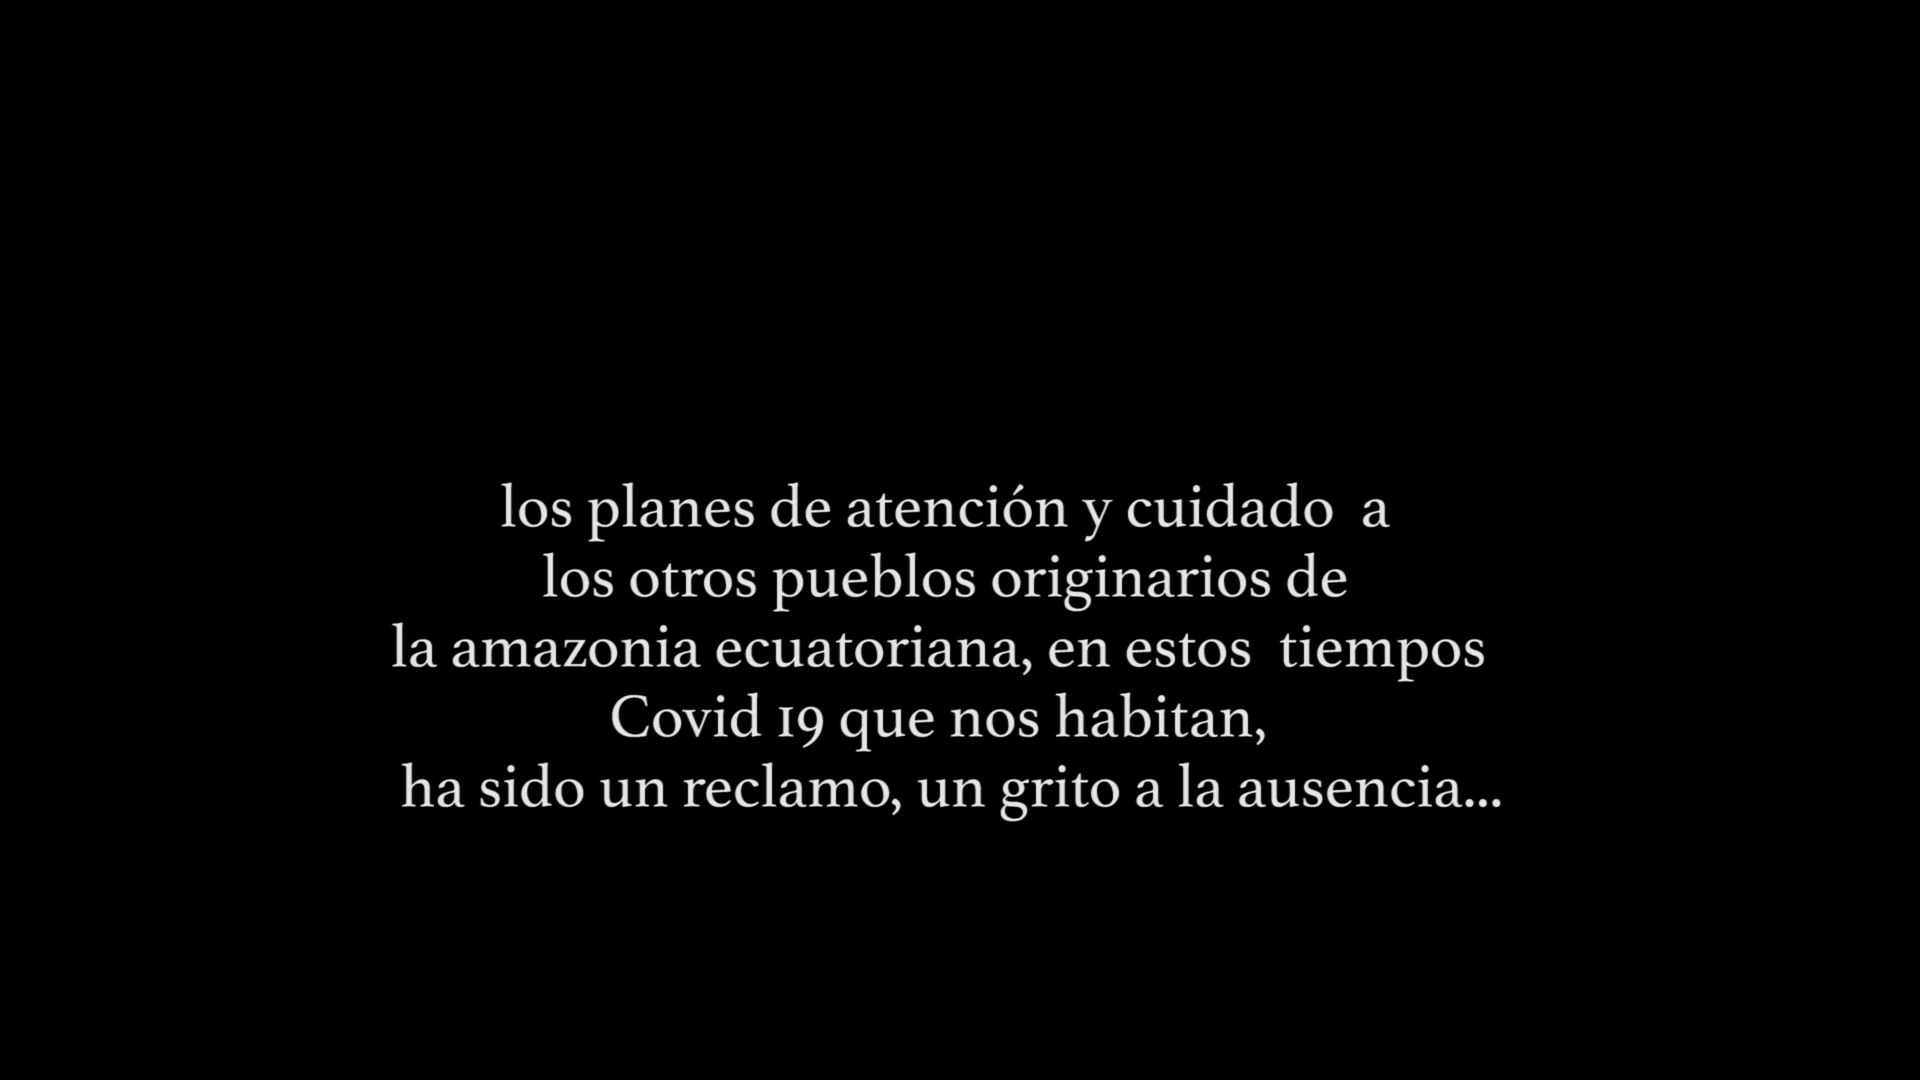 los planes de atención y cuidado  a
los otros pueblos originarios de
la amazonia ecuatoriana, en estos  tiempos
Covid 19 que nos habitan,
ha sido un reclamo, un grito a la ausencia...